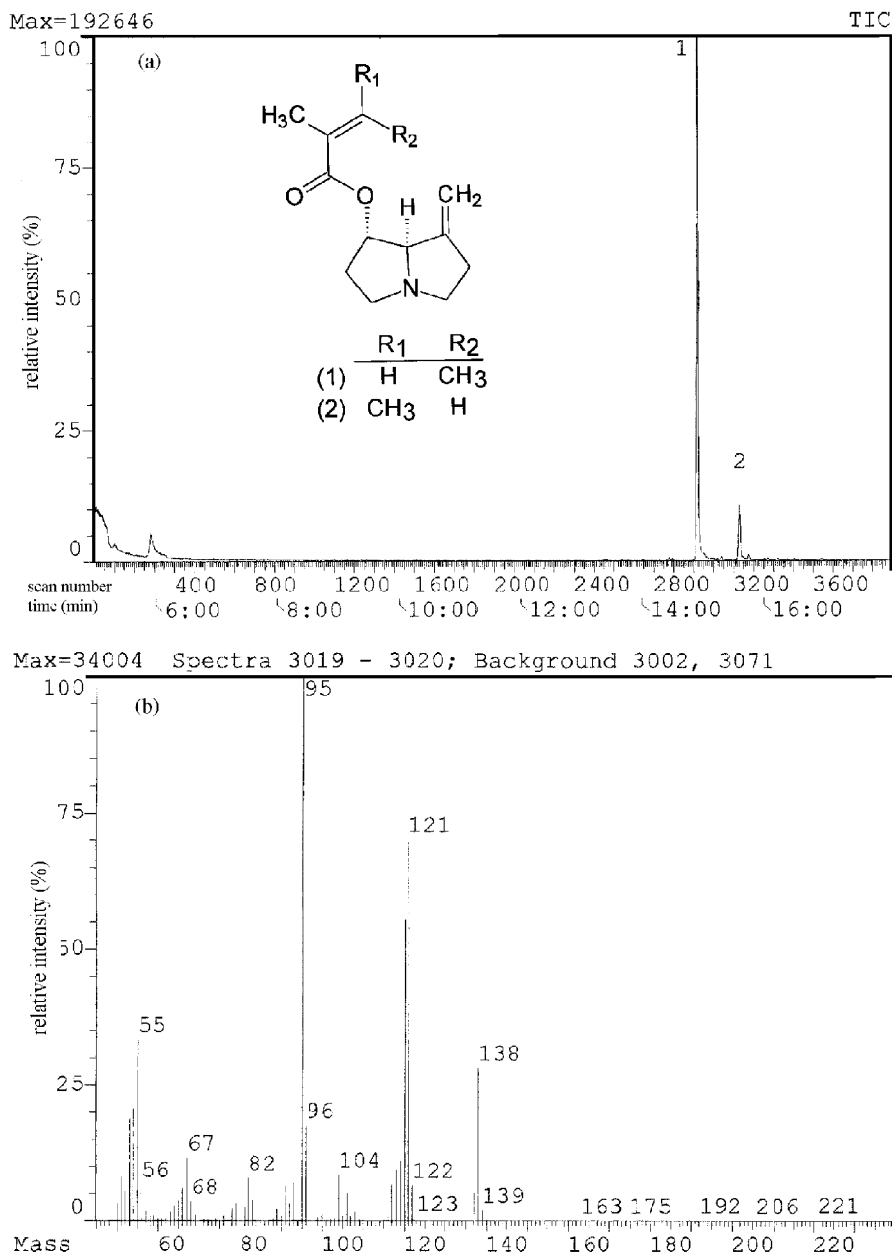 Max=192646 TIC
100
(a)
1
R1
H3C
R2
75
O
O
H
CH2
relative intensity (%)
50
N
R1 R2
(1) H CH3
(2) CH3 H
25
2
0
scan number 400 800 1200 1600 2000 2400 2800 3200 3600
time (min) 6:00 8:00 10:00 12:00 14:00 16:00
Max=34004 Spectra 3019 - 3020; Background 3002, 3071
100
95
(b)
75
121
relative intensity (%)
50
55
138
25
96
67
82
104
56
68
122
123
139
163 175 192 206 221
0
Mass 60 80 100 120 140 160 180 200 220